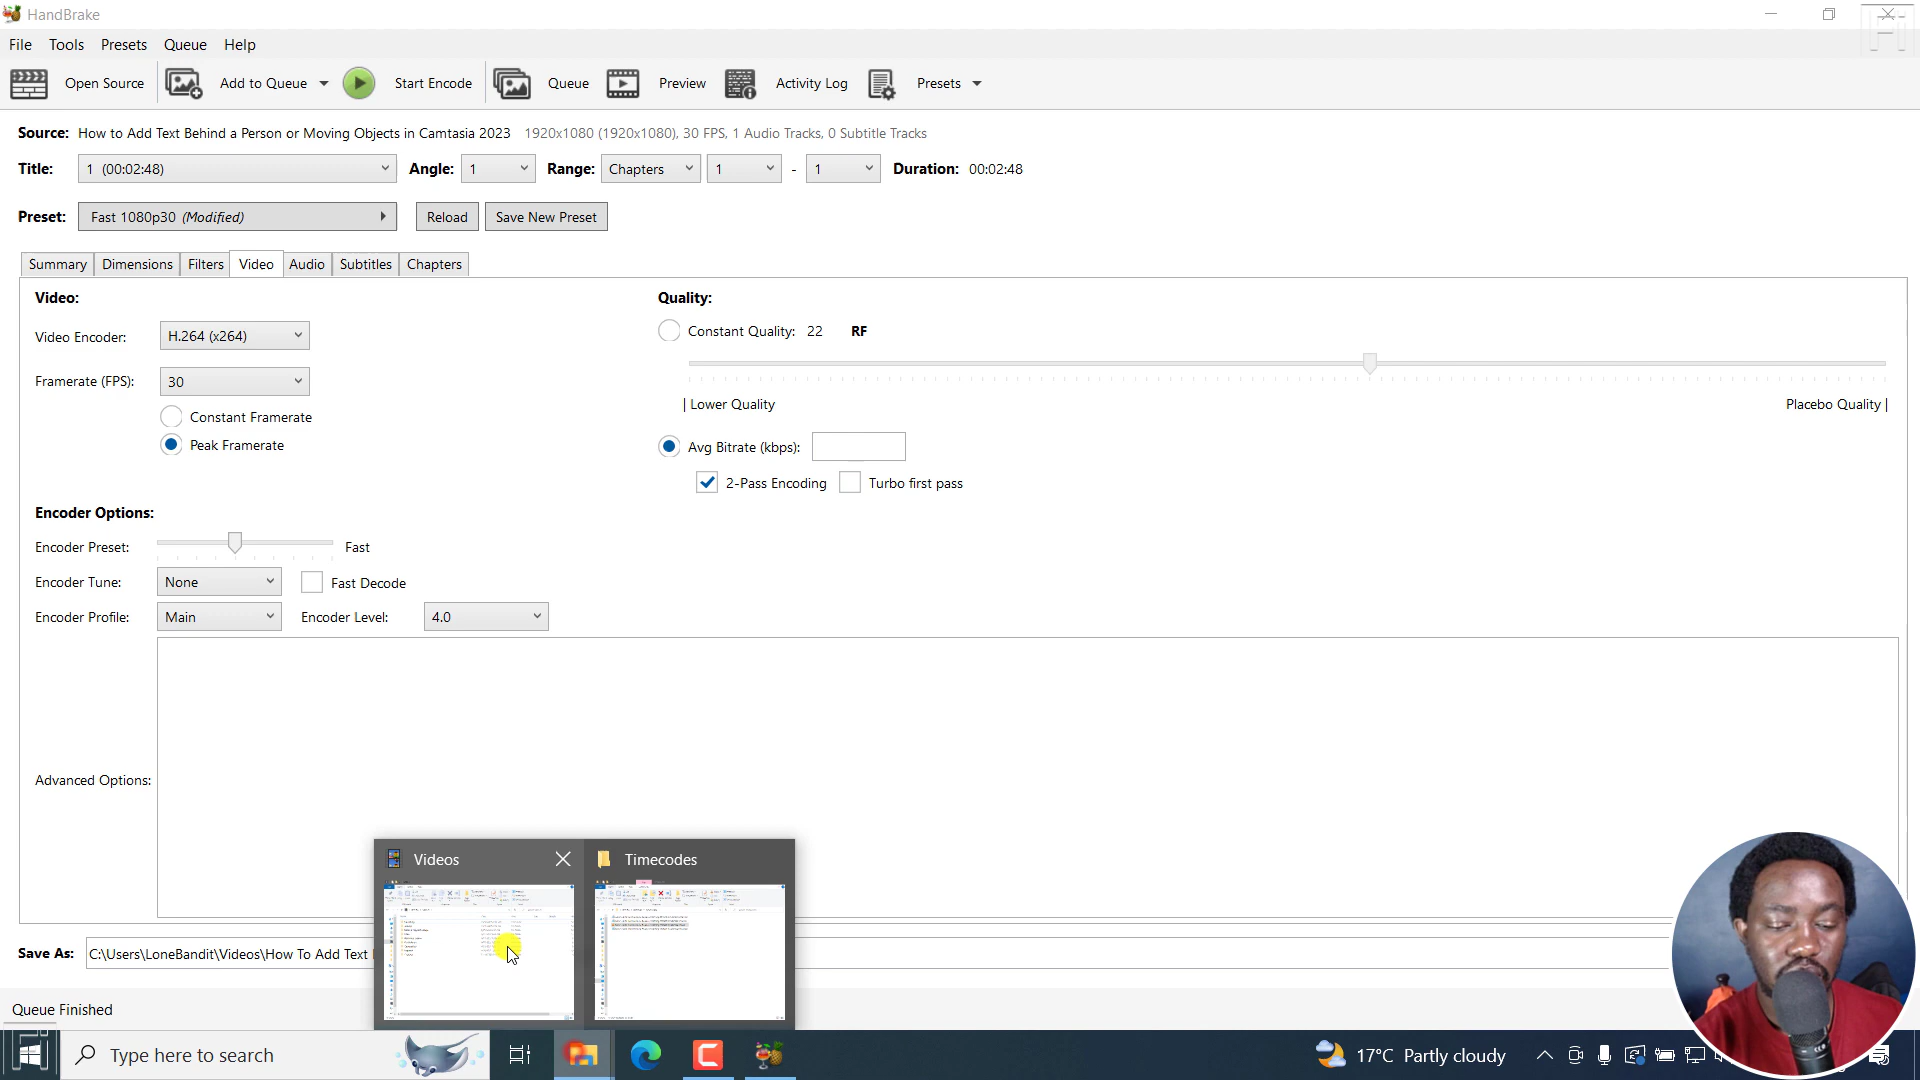 HandBrake
File Tools Presets Queue Help
Open Source Add to Queue Start Encode Queue Preview Activity Log Presets
Source: How to Add Text Behind a Person or Moving Objects in Camtasia 2023 1920x1080 (1920x1080), 30 FPS, 1 Audio Tracks, 0 Subtitle Tracks
Title: 1 (00:02:48) Angle: 1 Range: Chapters 1 - 1 Duration: 00:02:48
Preset: Fast 1080p30 (Modified) Reload Save New Preset
Summary Dimensions Filters Video Audio Subtitles Chapters
Video: Quality:
Constant Quality: 22 RF
Video Encoder: H.264 (x264)
Framerate (FPS): 30
| Lower Quality Placebo Quality |
Constant Framerate
Peak Framerate Avg Bitrate (kbps):
2-Pass Encoding Turbo first pass
Encoder Options:
Encoder Preset: Fast
Encoder Tune: None Fast Decode
Encoder Profile: Main Encoder Level: 4.0
Advanced Options:
Videos Timecodes
Save As: C:\Users\LoneBandit\Videos\How To Add Text
Queue Finished
Type here to search 17°C Partly cloudy